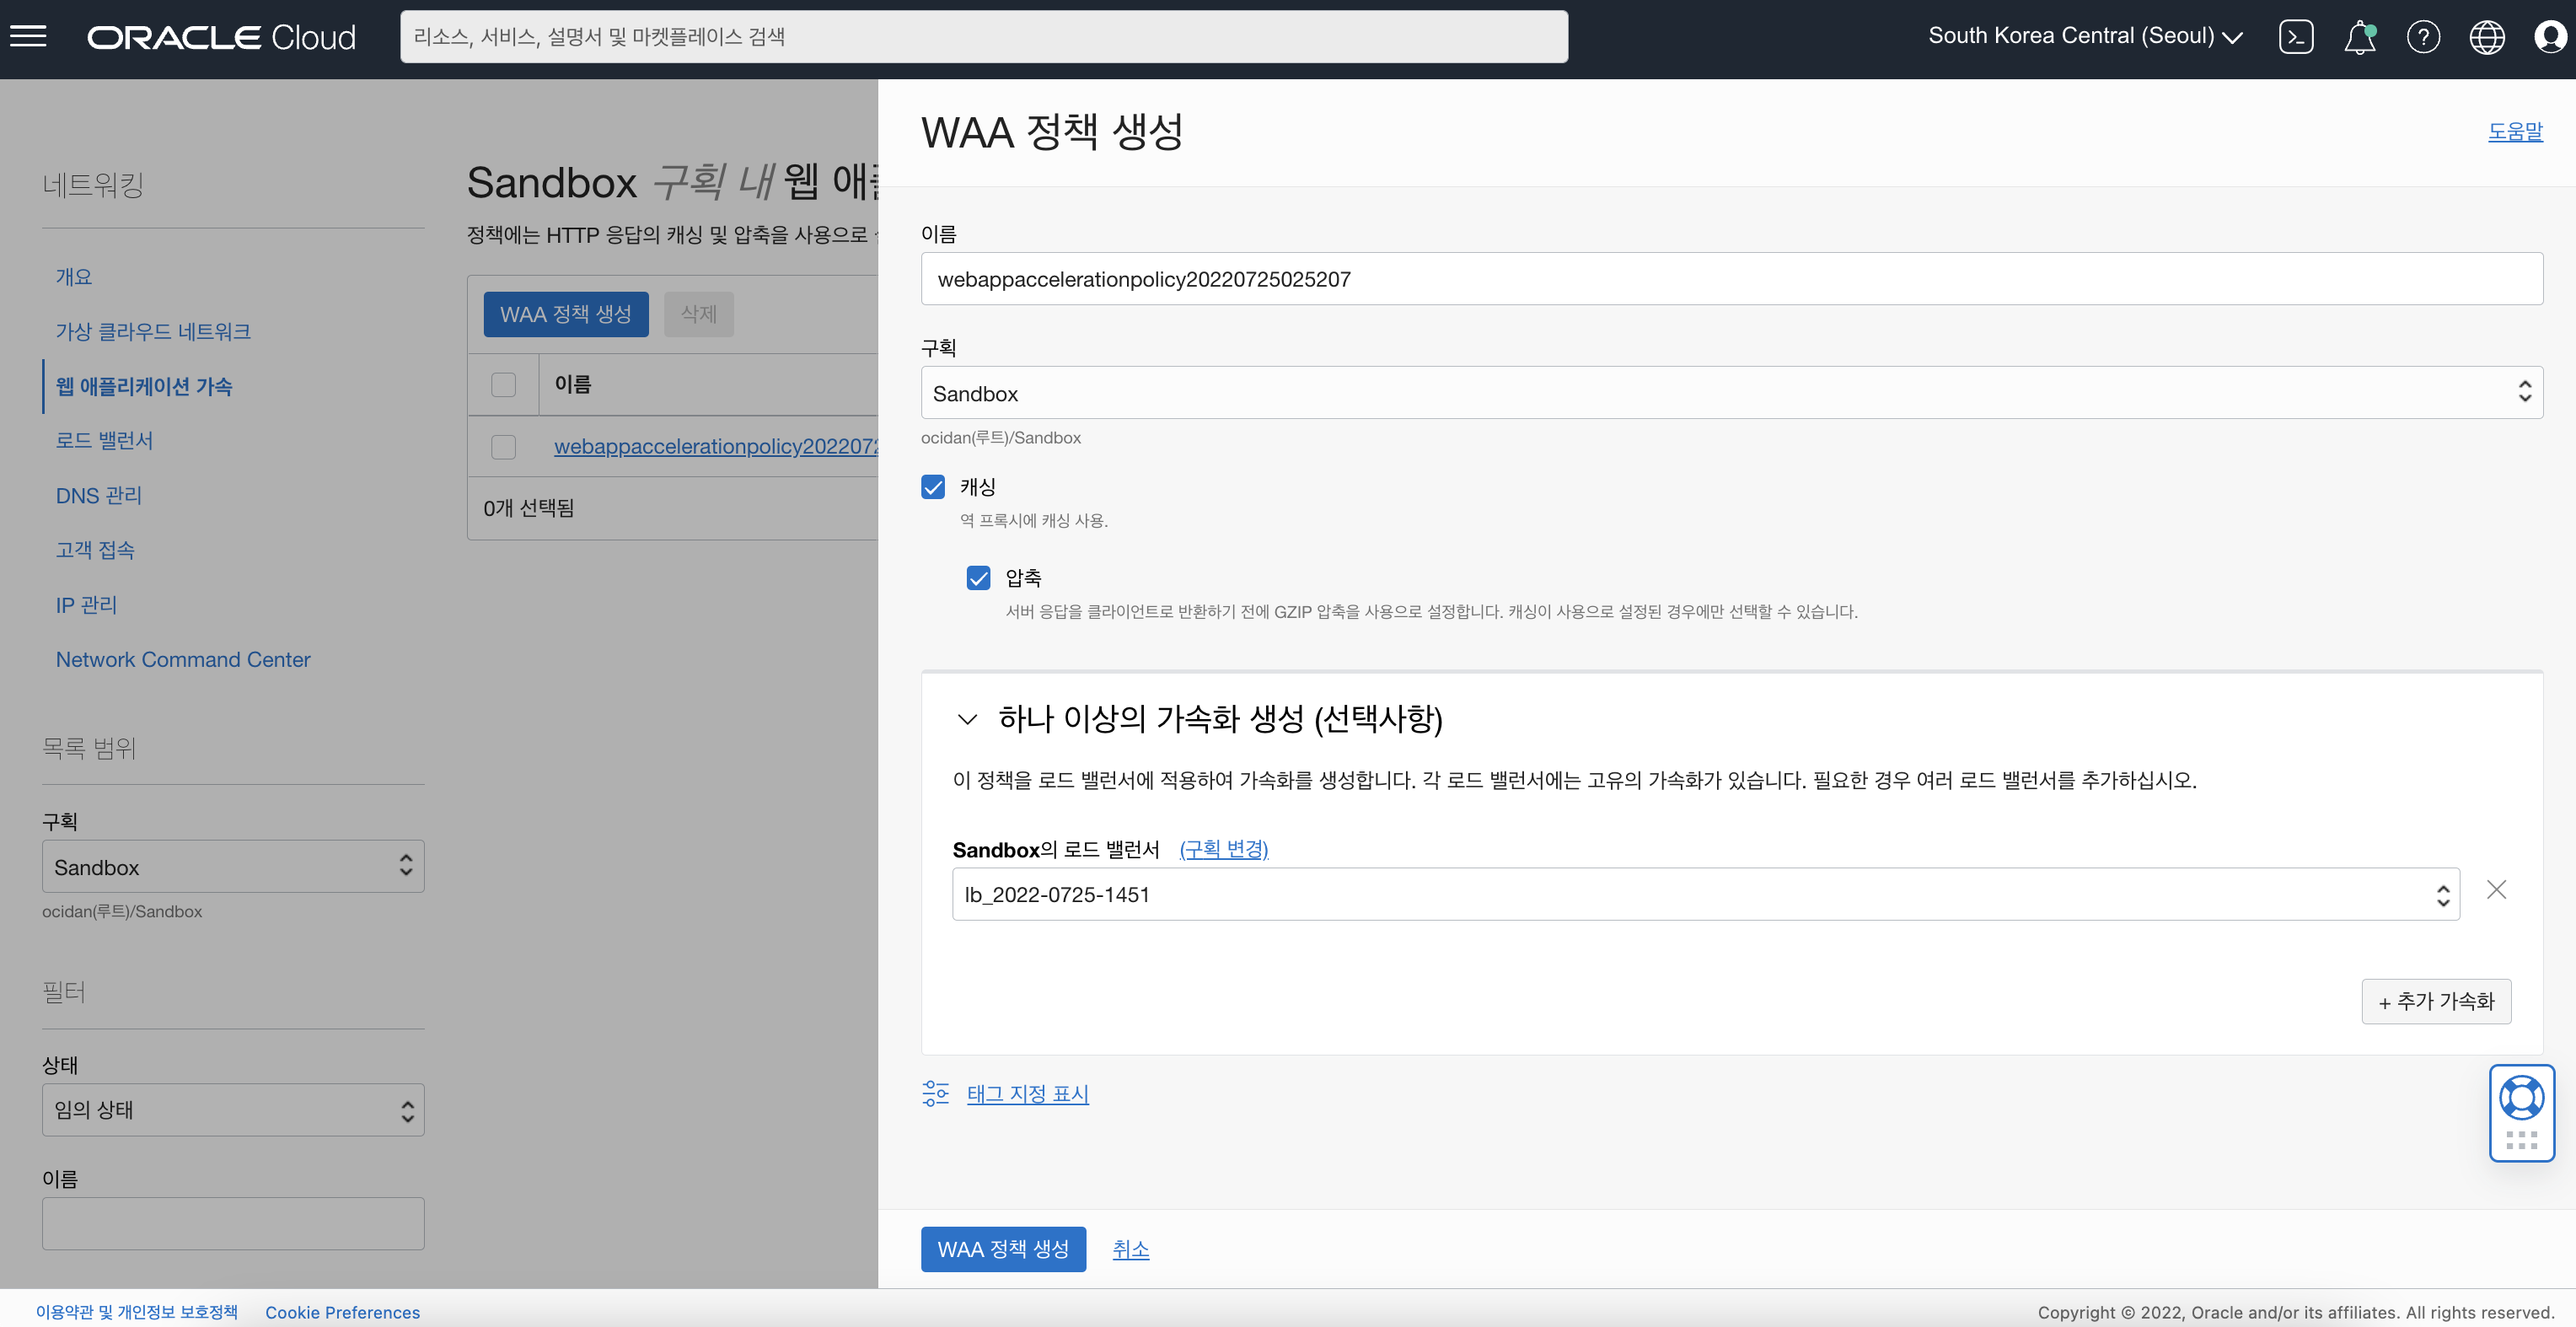 ORACLE Cloud
리소스, 서비스, 설명서 및 마켓플레이스 검색
South Korea Central (Seoul)
네트워킹
개요
가상 클라우드 네트워크
웹 애플리케이션 가속
로드 밸런서
DNS 관리
고객 접속
IP 관리
Network Command Center
목록 범위
구획
Sandbox
ocidan(루트)/Sandbox
필터
상태
임의 상태
이름
Sandbox 구획 내 웹
정책에는 HTTP 응답의 캐싱 및 압축을 사용으로
WAA 정책 생성
삭제
이름
webappaccelerationpolicy202207
0개 선택됨
WAA 정책 생성
도움말
이름
webappaccelerationpolicy20220725025207
구획
Sandbox
ocidan(루트)/Sandbox
캐싱
역 프록시에 캐싱 사용.
압축
서버 응답을 클라이언트로 반환하기 전에 GZIP 압축을 사용으로 설정합니다. 캐싱이 사용으로 설정된 경우에만 선택할 수 있습니다.
하나 이상의 가속화 생성 (선택사항)
이 정책을 로드 밸런서에 적용하여 가속화를 생성합니다. 각 로드 밸런서에는 고유의 가속화가 있습니다. 필요한 경우 여러 로드 밸런서를 추가하십시오.
Sandbox의 로드 밸런서 (구획 변경)
lb_2022-0725-1451
+ 추가 가속화
태그 지정 표시
WAA 정책 생성
취소
이용약관 및 개인정보 보호정책
Cookie Preferences
Copyright © 2022, Oracle and/or its affiliates. All rights reserved.